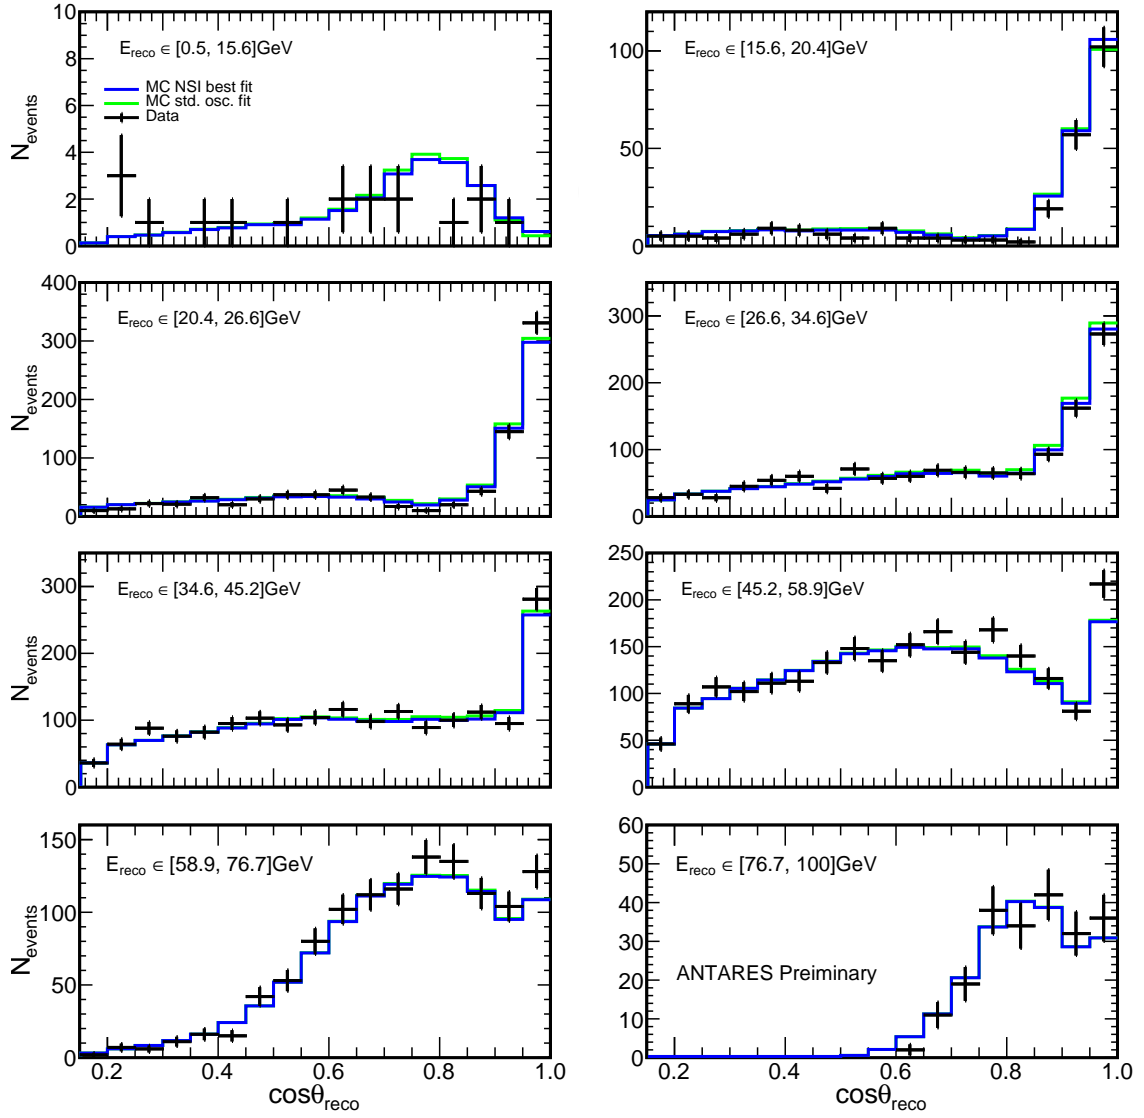 10
8
6
4
2
0
N_events
E_reco ∈ [0.5, 15.6]GeV
MC NSI best fit
MC std. osc. fit
Data
100
50
0
E_reco ∈ [15.6, 20.4]GeV
400
300
200
100
0
N_events
E_reco ∈ [20.4, 26.6]GeV
300
200
100
0
E_reco ∈ [26.6, 34.6]GeV
300
200
100
0
N_events
E_reco ∈ [34.6, 45.2]GeV
250
200
150
100
50
0
E_reco ∈ [45.2, 58.9]GeV
150
100
50
0
N_events
E_reco ∈ [58.9, 76.7]GeV
0.2 0.4 0.6 0.8 1.0
cosθ_reco
60
50
40
30
20
10
0
E_reco ∈ [76.7, 100]GeV
ANTARES Preiminary
0.2 0.4 0.6 0.8 1.0
cosθ_reco